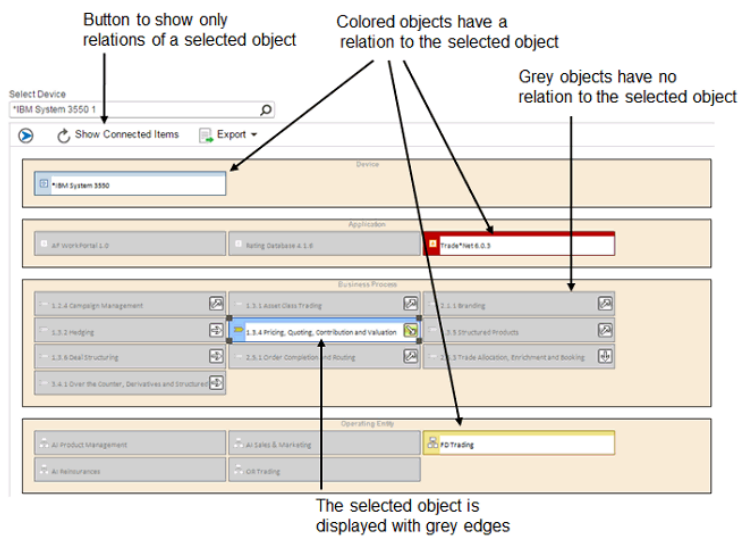 Button to show only
relations of a selected object
Colored objects have a
relation to the selected object
Grey objects have no
relation to the selected object
Select Device
*IBM System 3550 1
Show Connected Items
Export
Device
*IBM System 3550
Application
AF WorkPortal 1.0
Rating Database 4.1.6
Trade*Net 6.0.3
Business Process
1.2.4 Campaign Management
1.3.1 Asset Class Trading
2.1.1 Branding
1.3.2 Hedging
1.3.4 Pricing, Quoting, Contribution and Valuation
Structured Products
1.3.6 Deal Structuring
2.5.1 Order Completion and Routing
Trade Allocation, Enrichment and Booking
3.4.1 Over the Counter, Derivatives and Structured
Operating Entity
AI-Product Management
AI Sales & Marketing
FD Trading
AI Reinsurances
OR Trading
The selected object is
displayed with grey edges